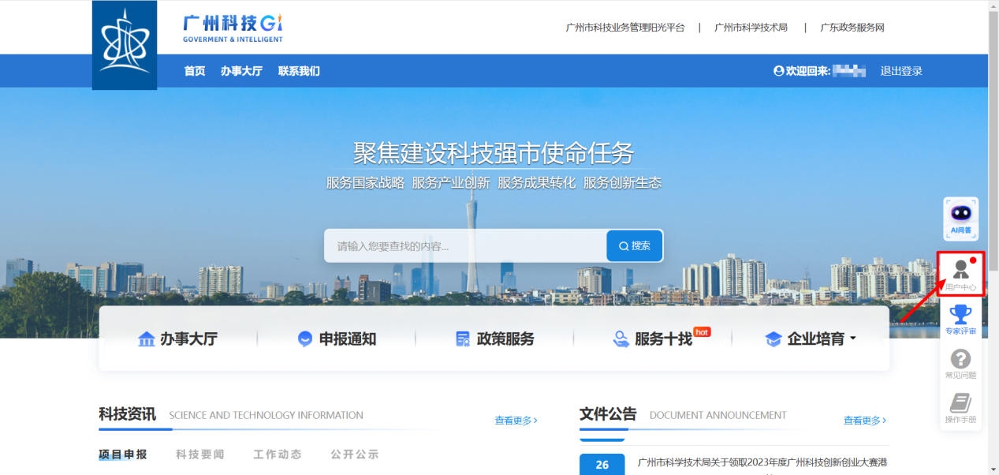 广州科技Gi
GOVERMENT & INTELLIGENT
广州市科技业务管理阳光平台 | 广州市科学技术局 | 广东政务服务网
首页 办事大厅 联系我们
欢迎回来: 退出登录
聚焦建设科技强市使命任务
服务国家战略 服务产业创新 服务成果转化 服务创新生态
请输入您要查找的内容... 搜索
AI问答
用户中心
专家评审
常见问题
操作手册
办事大厅 申报通知 政策服务 服务十找 hot 企业培育
科技资讯 SCIENCE AND TECHNOLOGY INFORMATION 查看更多>
项目申报 科技要闻 工作动态 公开公示
文件公告 DOCUMENT ANNOUNCEMENT 查看更多>
26 广州市科学技术局关于领取2023年度广州科技创新创业大赛港